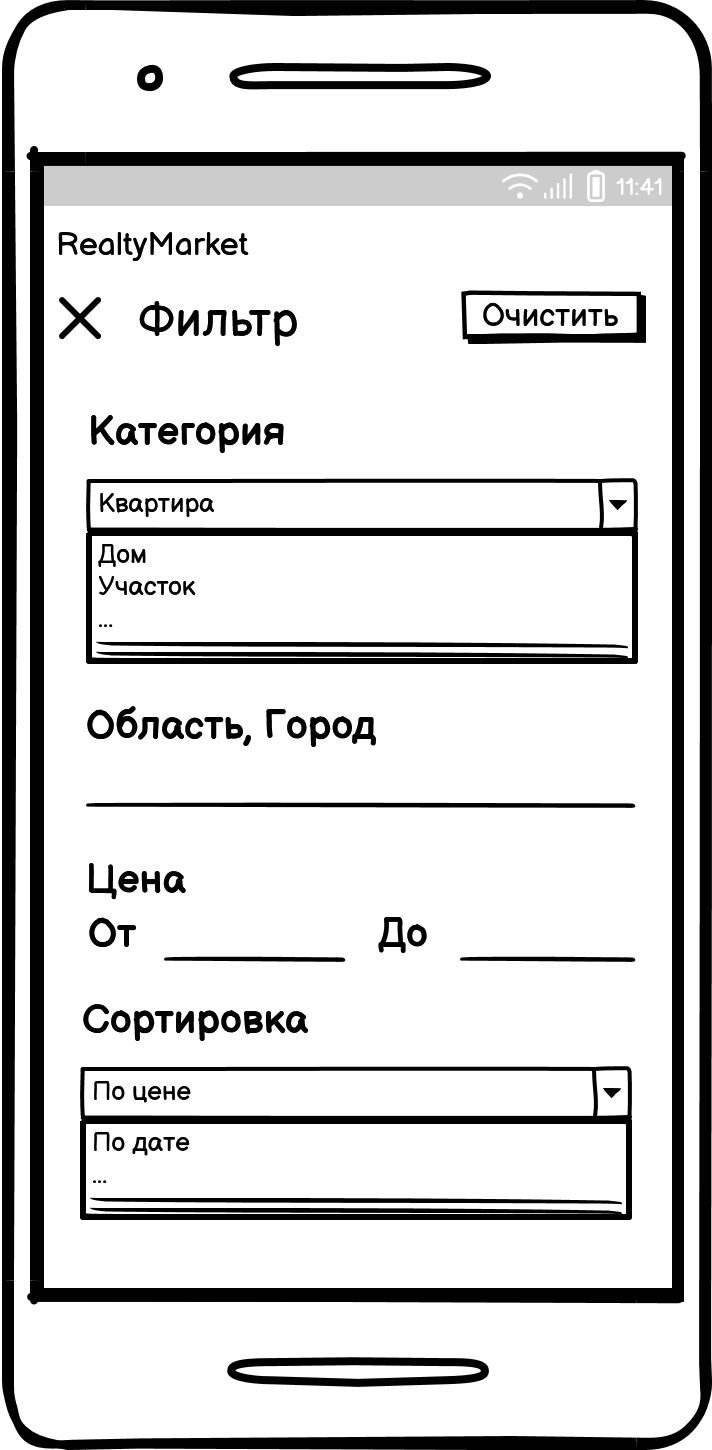 11:41
RealtyMarket
Фильтр
Очистить
Категория
Квартира
Дом
Участок
...
Область, Город
Цена
От До
Сортировка
По цене
По дате
...